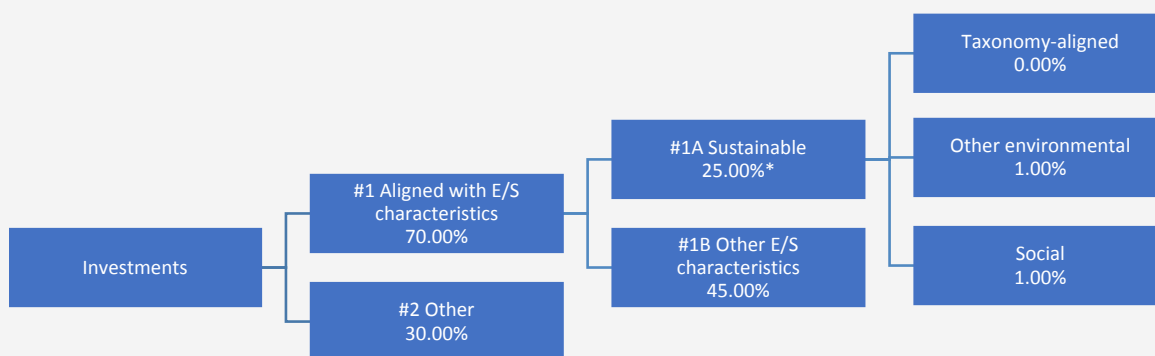 Investments
#1 Aligned with E/S
characteristics
70.00%
#2 Other
30.00%
#1A Sustainable
25.00%*
#1B Other E/S
characteristics
45.00%
Taxonomy-aligned
0.00%
Other environmental
1.00%
Social
1.00%